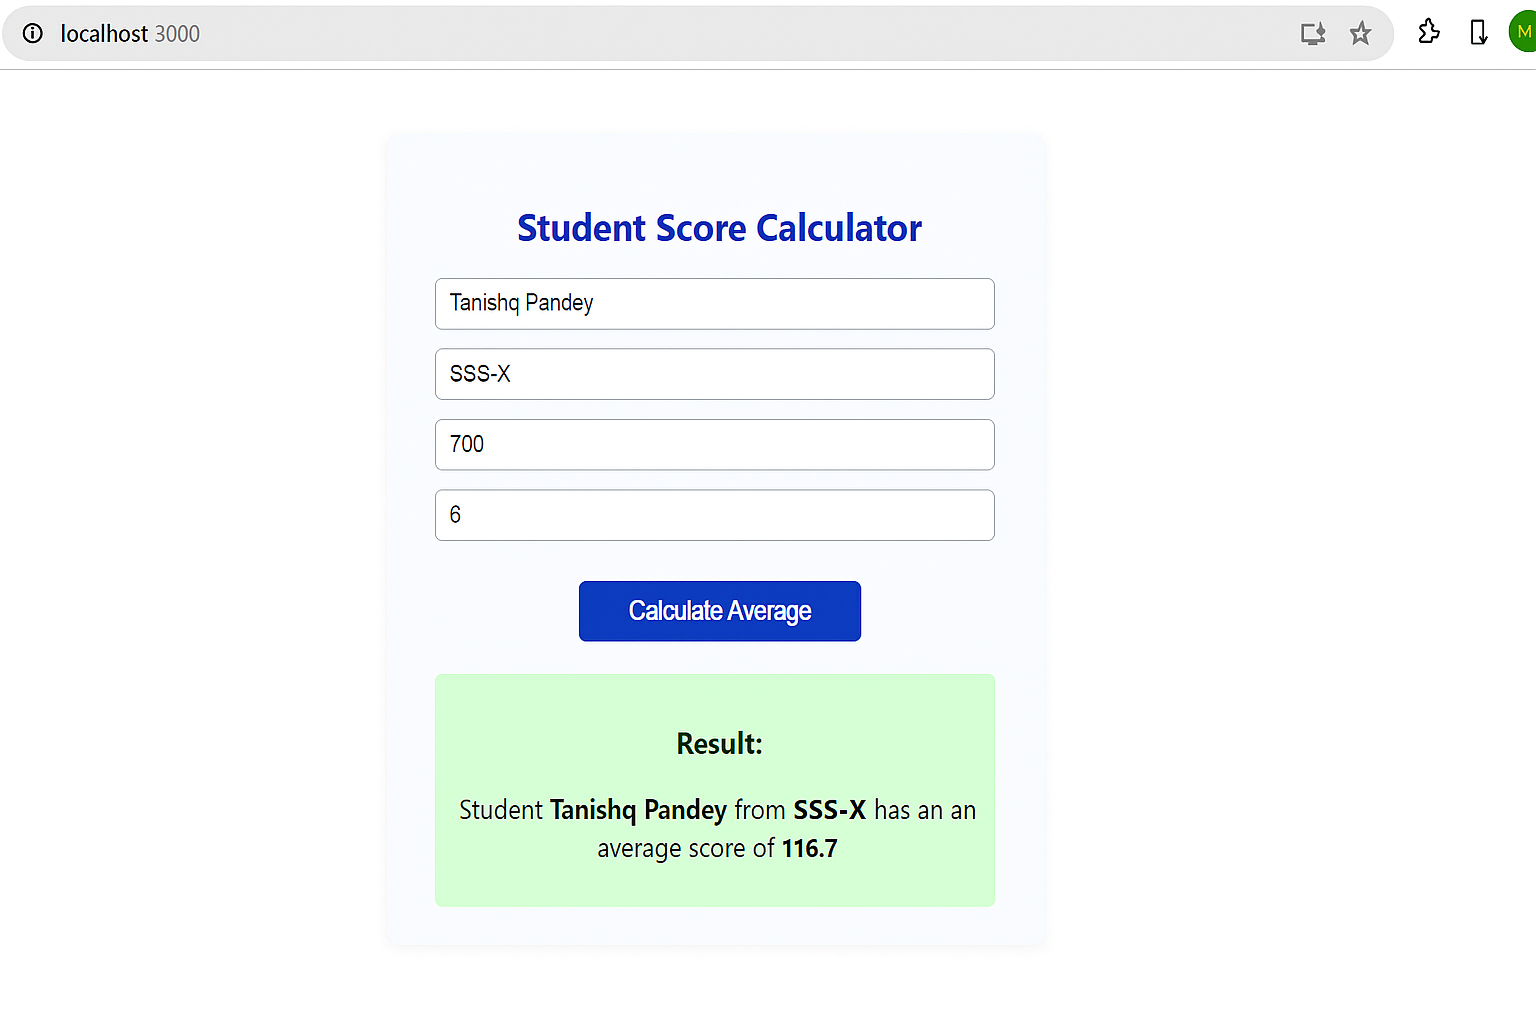 localhost 3000
M
Student Score Calculator
Tanishq Pandey
SSS-X
700
6
Calculate Average
Result:
Student Tanishq Pandey from SSS-X has an an
average score of 116.7